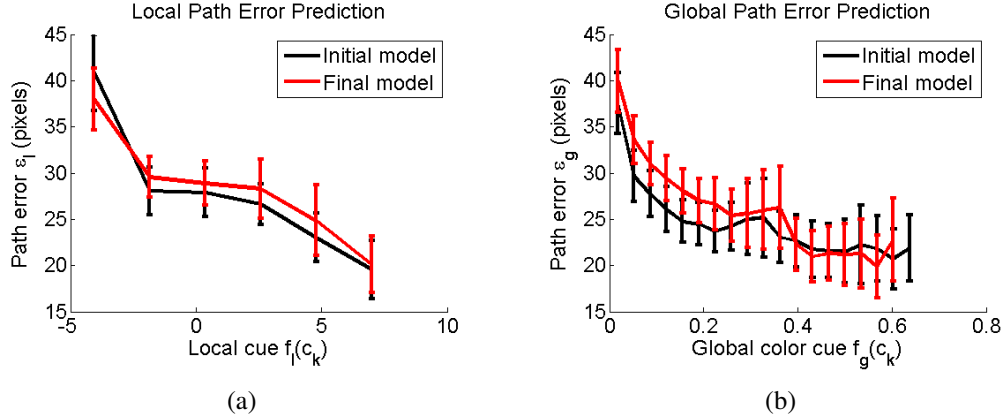 Local Path Error Prediction
45
40
35
30
25
20
15
-5
0
5
10
Path error ε_l (pixels)
Local cue f_l(c_k)
Initial model
Final model
(a)
Global Path Error Prediction
45
40
35
30
25
20
15
0
0.2
0.4
0.6
0.8
Path error ε_g (pixels)
Global color cue f_g(c_k)
Initial model
Final model
(b)